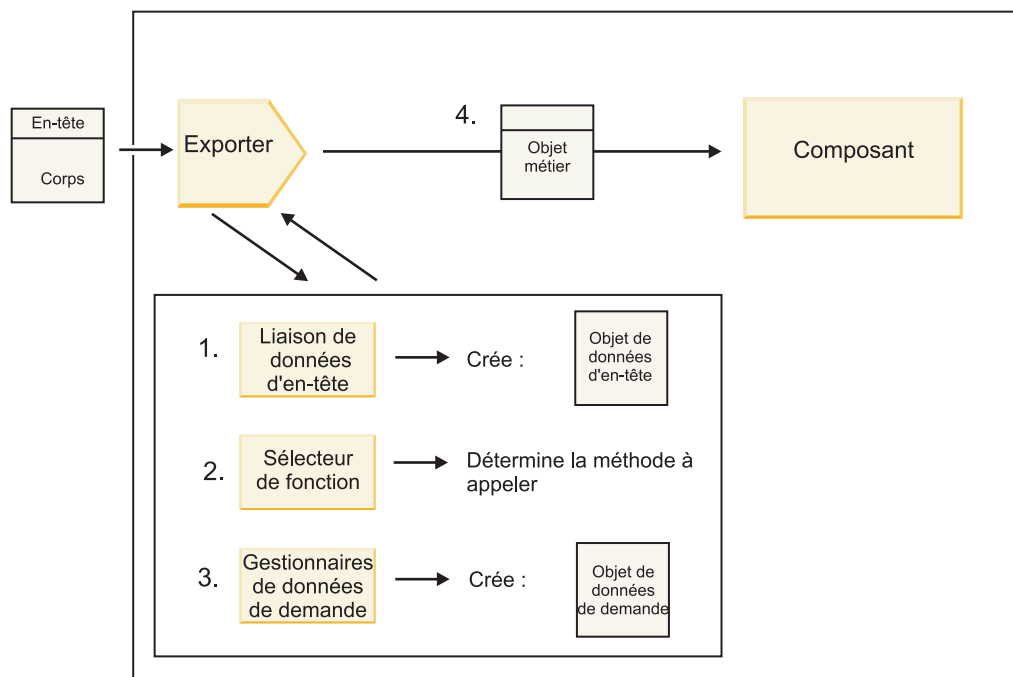 En-tête
Corps
Exporter
4.
Objet
métier
Composant
1.
Liaison de
données
d'en-tête
Crée :
Objet de
données
d'en-tête
2.
Sélecteur
de fonction
Détermine la méthode à
appeler
3.
Gestionnaires
de données
de demande
Crée :
Objet de
données
de demande